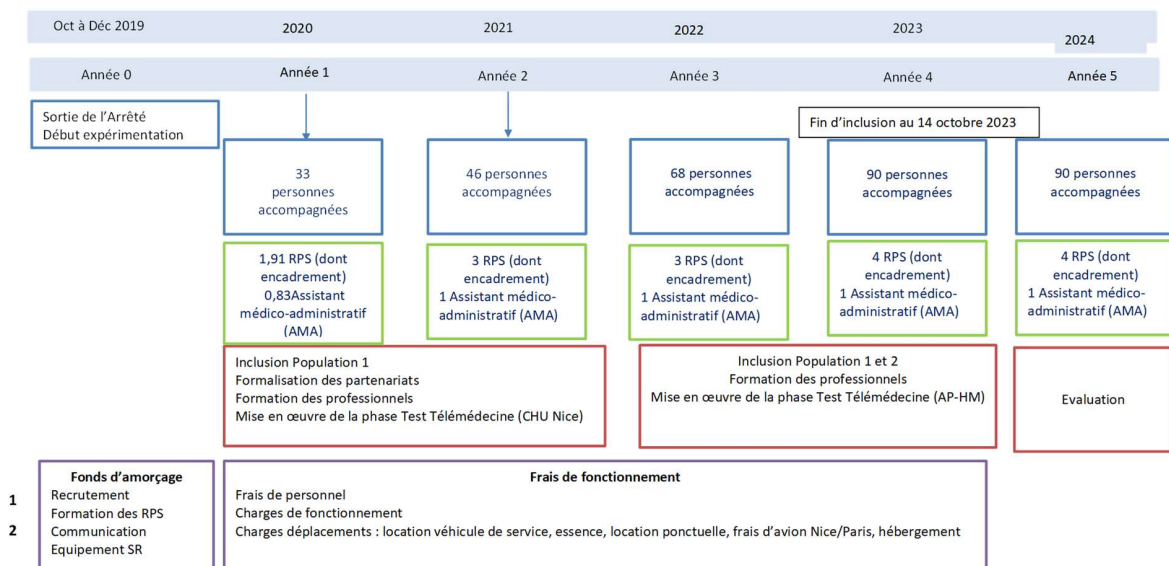 Oct à Déc 2019
2020
2021
2022
2023
2024
Année 0
Année 1
Année 2
Année 3
Année 4
Année 5
Sortie de l’Arrêté
Début expérimentation
Fin d’inclusion au 14 octobre 2023
33
personnes
accompagnées
46 personnes
accompagnées
68 personnes
accompagnées
90 personnes
accompagnées
90 personnes
accompagnées
1,91 RPS (dont
encadrement)
0,83Assistant
médico-administratif
(AMA)
3 RPS (dont
encadrement)
1 Assistant médico-
administratif (AMA)
3 RPS (dont
encadrement)
1 Assistant médico-
administratif (AMA)
4 RPS (dont
encadrement)
1 Assistant médico-
administratif (AMA)
4 RPS (dont
encadrement)
1 Assistant médico-
administratif (AMA)
Inclusion Population 1
Formalisation des partenariats
Formation des professionnels
Mise en œuvre de la phase Test Télémédecine (CHU Nice)
Inclusion Population 1 et 2
Formation des professionnels
Mise en œuvre de la phase Test Télémédecine (AP-HM)
Evaluation
1
2
Fonds d’amorçage
Recrutement
Formation des RPS
Communication
Equipement SR
Frais de fonctionnement
Frais de personnel
Charges de fonctionnement
Charges déplacements : location véhicule de service, essence, location ponctuelle, frais d’avion Nice/Paris, hébergement